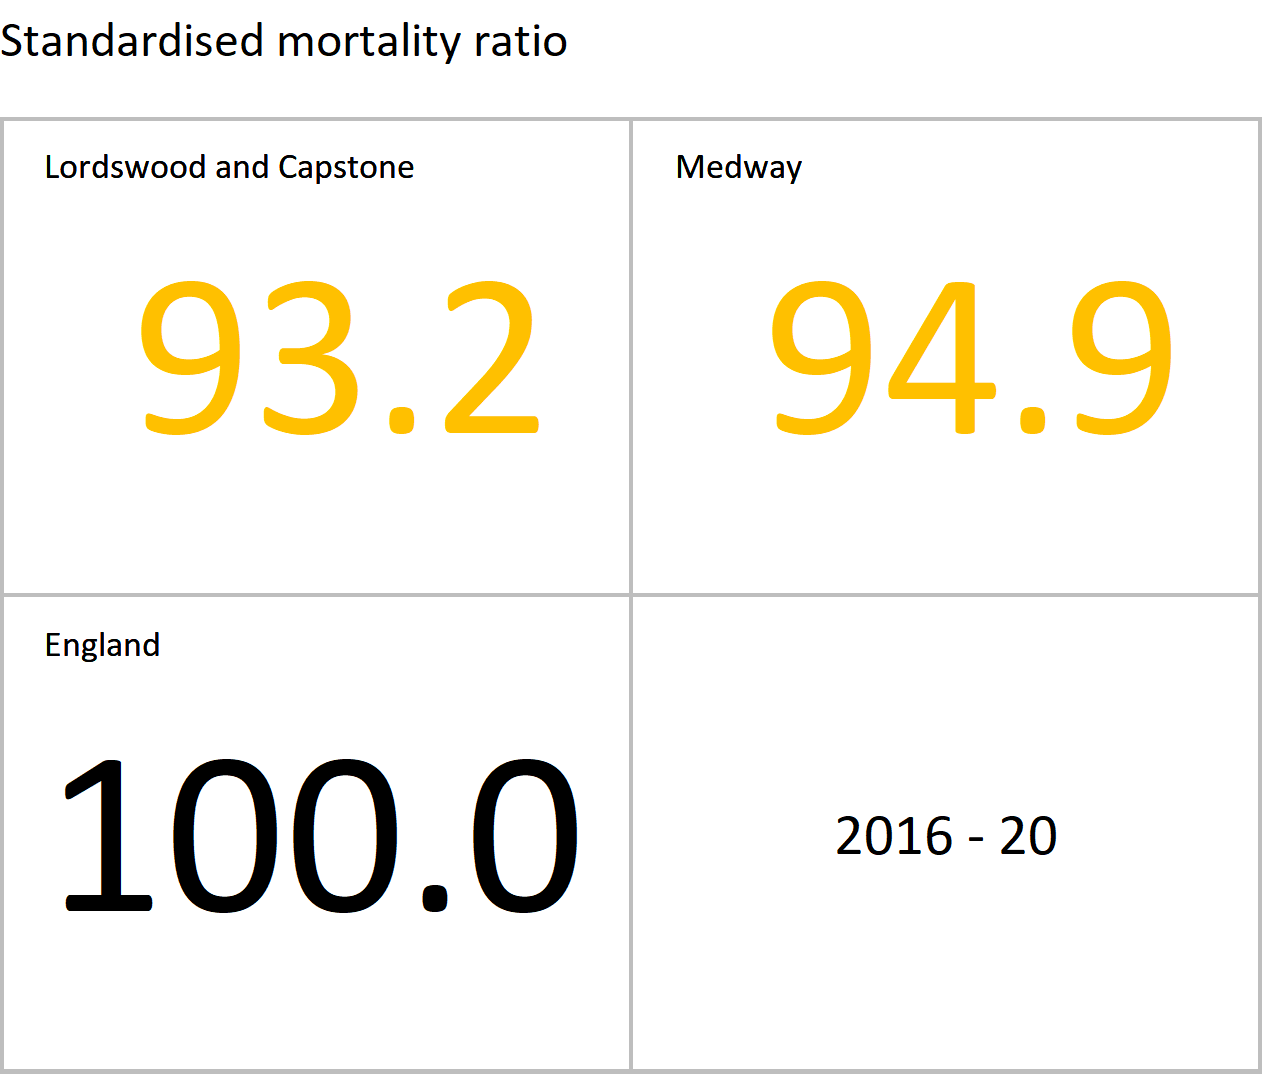 Standardised mortality ratio
Lordswood and Capstone
93.2
Medway
94.9
England
100.0
2016 - 20